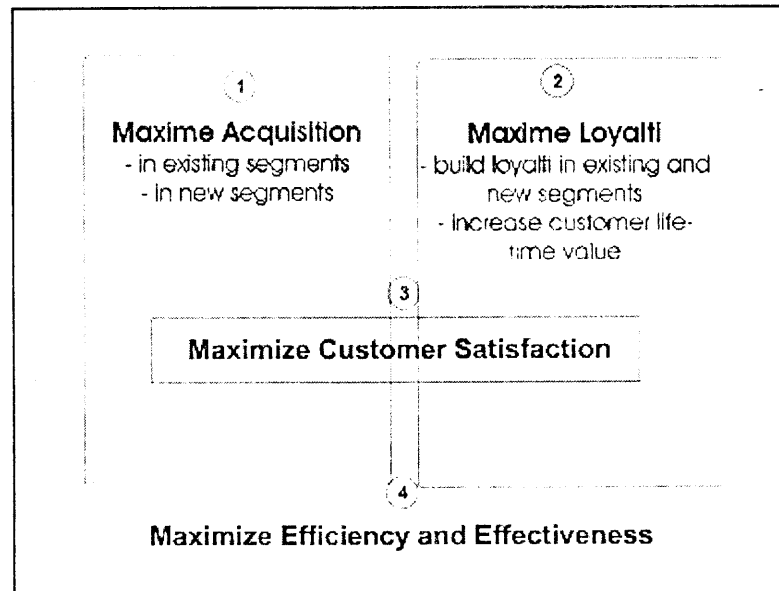 1
Maxime Acquisition
- in existing segments
- in new segments
2
Maxime Loyalti
- build loyalti in existing and
new segments
- increase customer life-
time value
3
Maximize Customer Satisfaction
4
Maximize Efficiency and Effectiveness